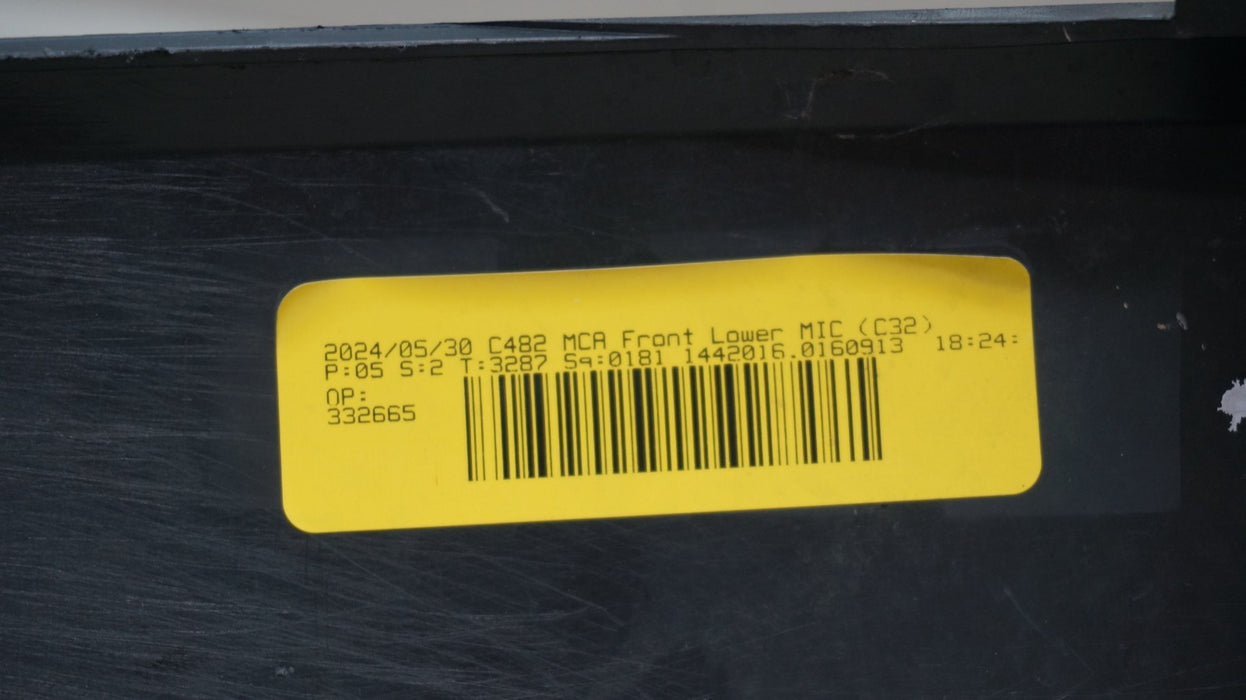 2024/05/30 C482 MCA Front Lower MIC (C32)
P:05 S:2 T:3287 Sq:0181 1442016.0160913 18:24:
OP:
332665